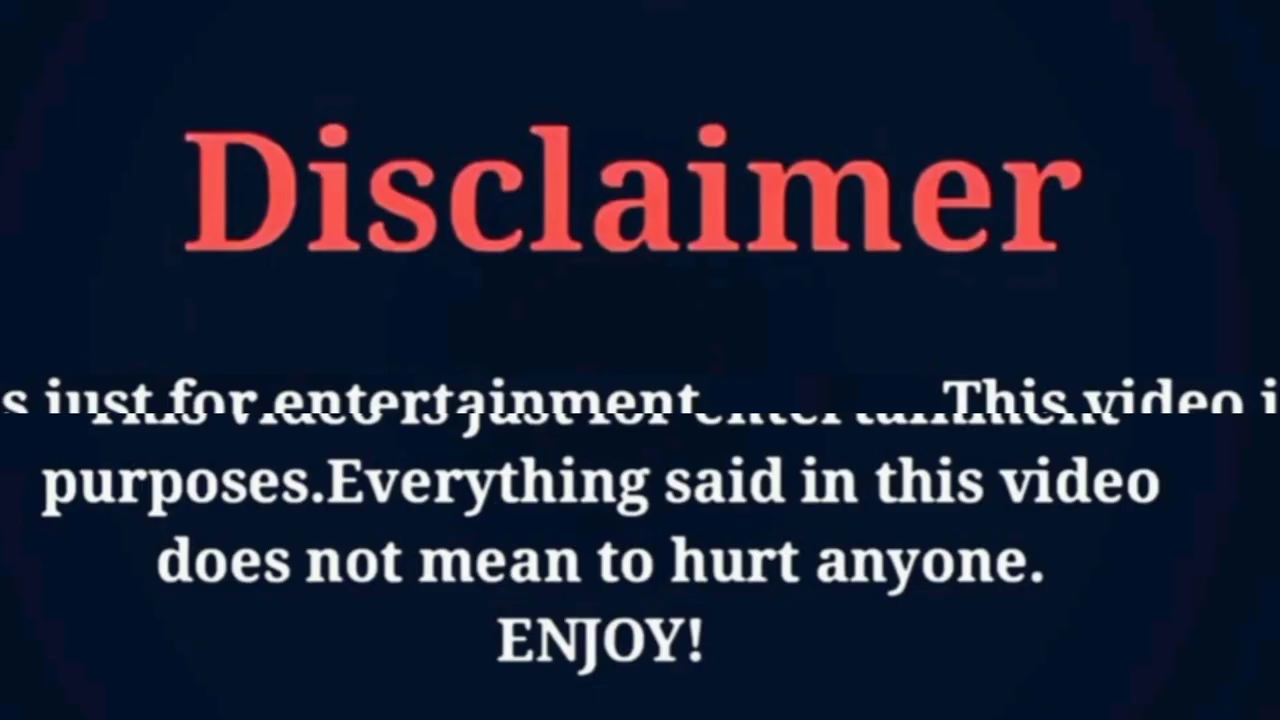 Disclaimer
This video is just for entertainment
purposes.Everything said in this video
does not mean to hurt anyone.
ENJOY!